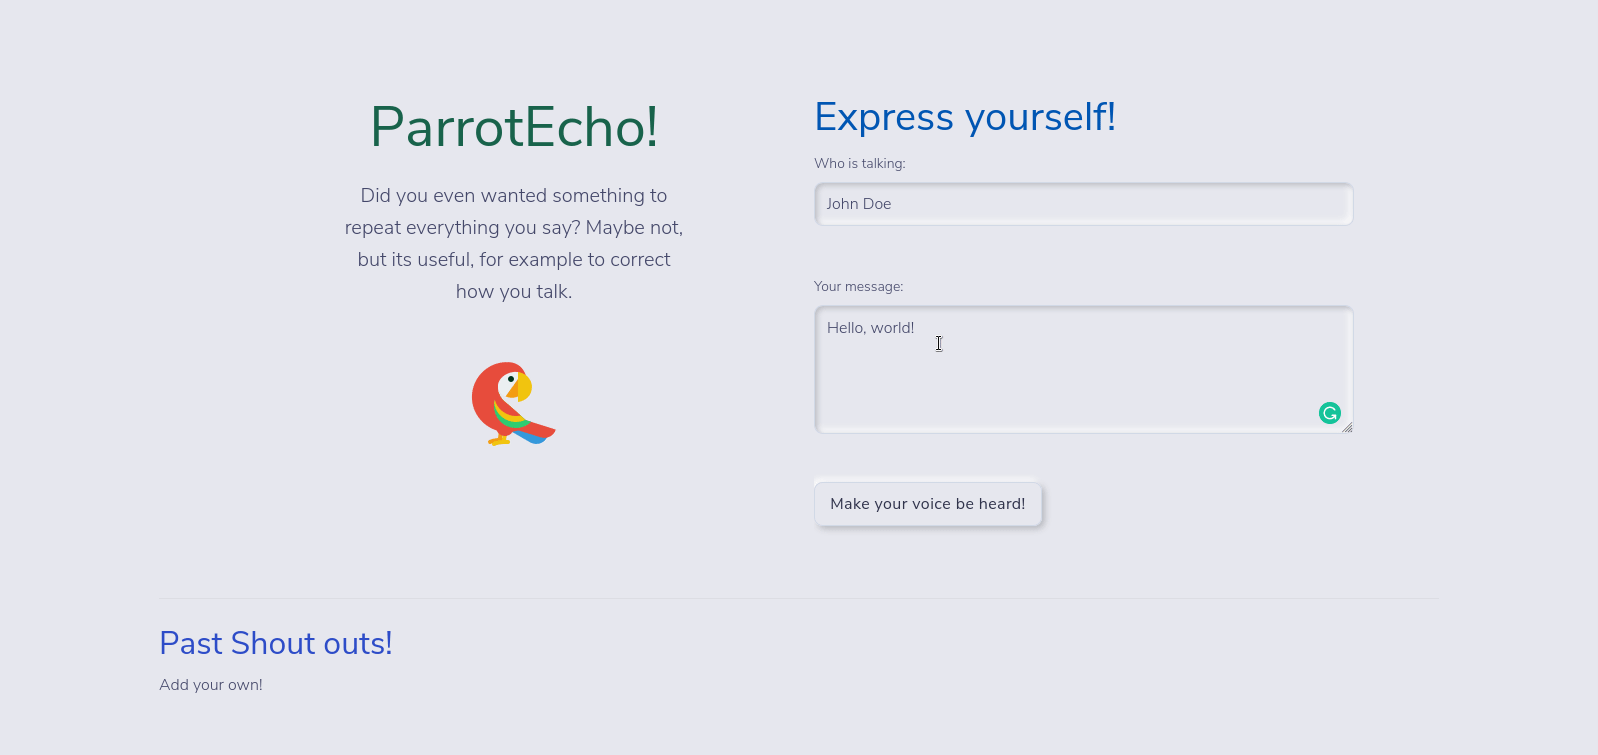 ParrotEcho!
Did you even wanted something to
repeat everything you say? Maybe not,
but its useful, for example to correct
how you talk.
Express yourself!
Who is talking:
John Doe
Your message:
Hello, world!
Make your voice be heard!
Past Shout outs!
Add your own!